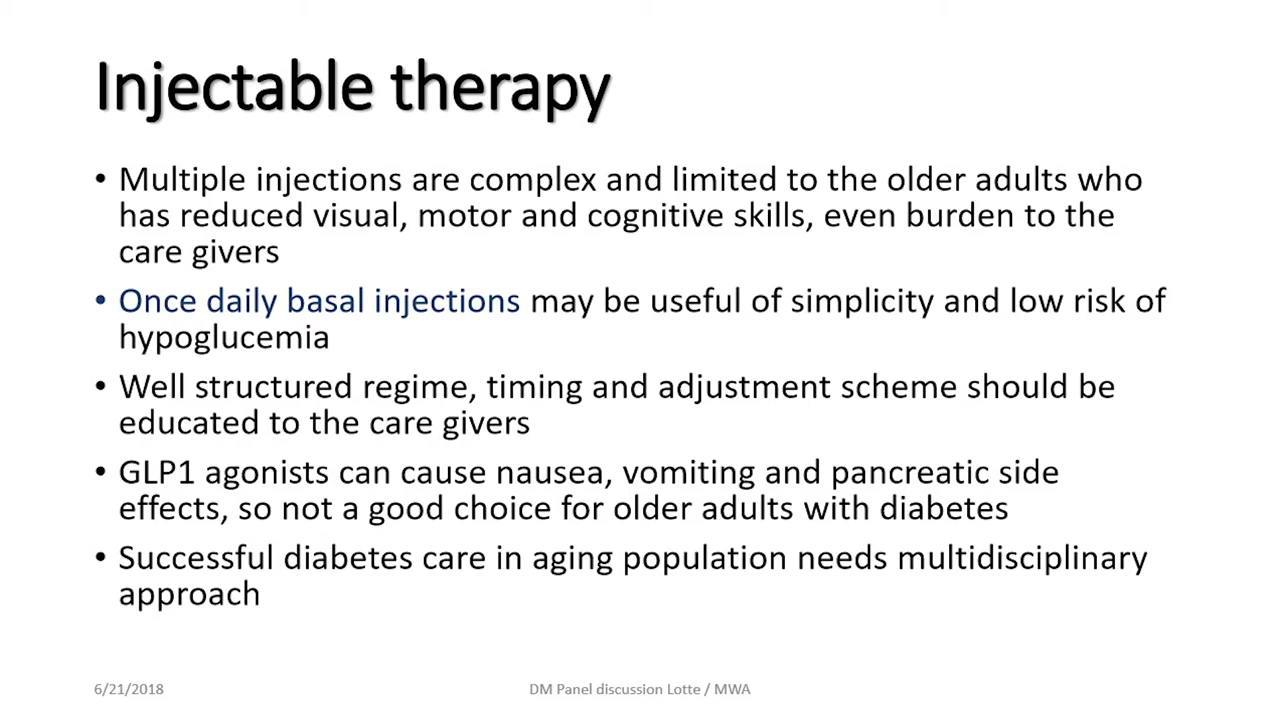 Injectable therapy
• Multiple injections are complex and limited to the older adults who
has reduced visual, motor and cognitive skills, even burden to the
care givers
• Once daily basal injections may be useful of simplicity and low risk of
hypoglucemia
• Well structured regime, timing and adjustment scheme should be
educated to the care givers
• GLP1 agonists can cause nausea, vomiting and pancreatic side
effects, so not a good choice for older adults with diabetes
• Successful diabetes care in aging population needs multidisciplinary
approach
6/21/2018
DM Panel discussion Lotte / MWA